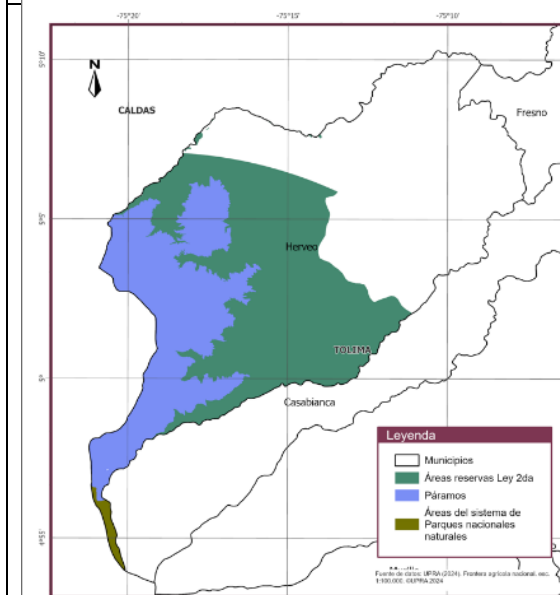 -75°20' -75°15' -75°10'
5°10'
N
CALDAS
Fresno
5°5'
Herveo
TOLIMA
5°
Casabianca
Leyenda
Municipios
Áreas reservas Ley 2da
Páramos
Áreas del sistema de
Parques nacionales
naturales
4°55'
Fuente de datos: UPRA (2024). Frontera agrícola nacional, esc.
1:100.000. ©UPRA 2024